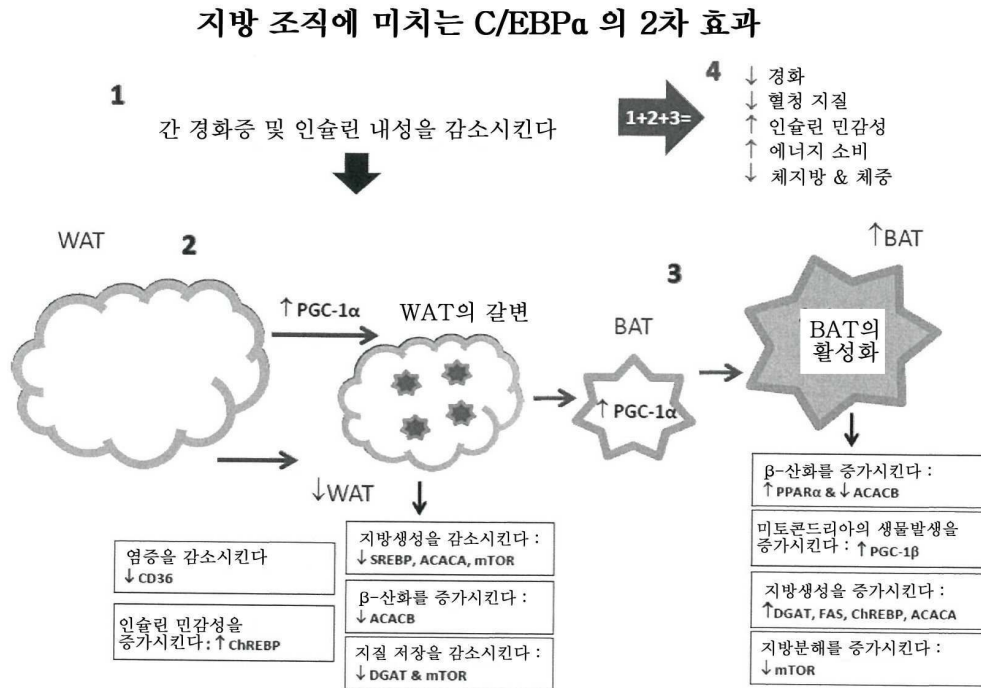 지방 조직에 미치는 C/EBPα 의 2차 효과
1
간 경화증 및 인슐린 내성을 감소시킨다
1+2+3=
4
↓ 경화
↓ 혈청 지질
↑ 인슐린 민감성
↑ 에너지 소비
↓ 체지방 & 체중
WAT
2
↑ PGC-1α
WAT의 갈변
↓WAT
3
BAT
↑ PGC-1α
↑BAT
BAT의
활성화
염증을 감소시킨다
↓ CD36
인슐린 민감성을
증가시킨다: ↑ ChREBP
지방생성을 감소시킨다 :
↓ SREBP, ACACA, mTOR
β-산화를 증가시킨다 :
↓ ACACB
지질 저장을 감소시킨다 :
↓ DGAT & mTOR
β-산화를 증가시킨다 :
↑ PPARα & ↓ ACACB
미토콘드리아의 생물발생을
증가시킨다 : ↑ PGC-1β
지방생성을 증가시킨다 :
↑DGAT, FAS, ChREBP, ACACA
지방분해를 증가시킨다 :
↓ mTOR